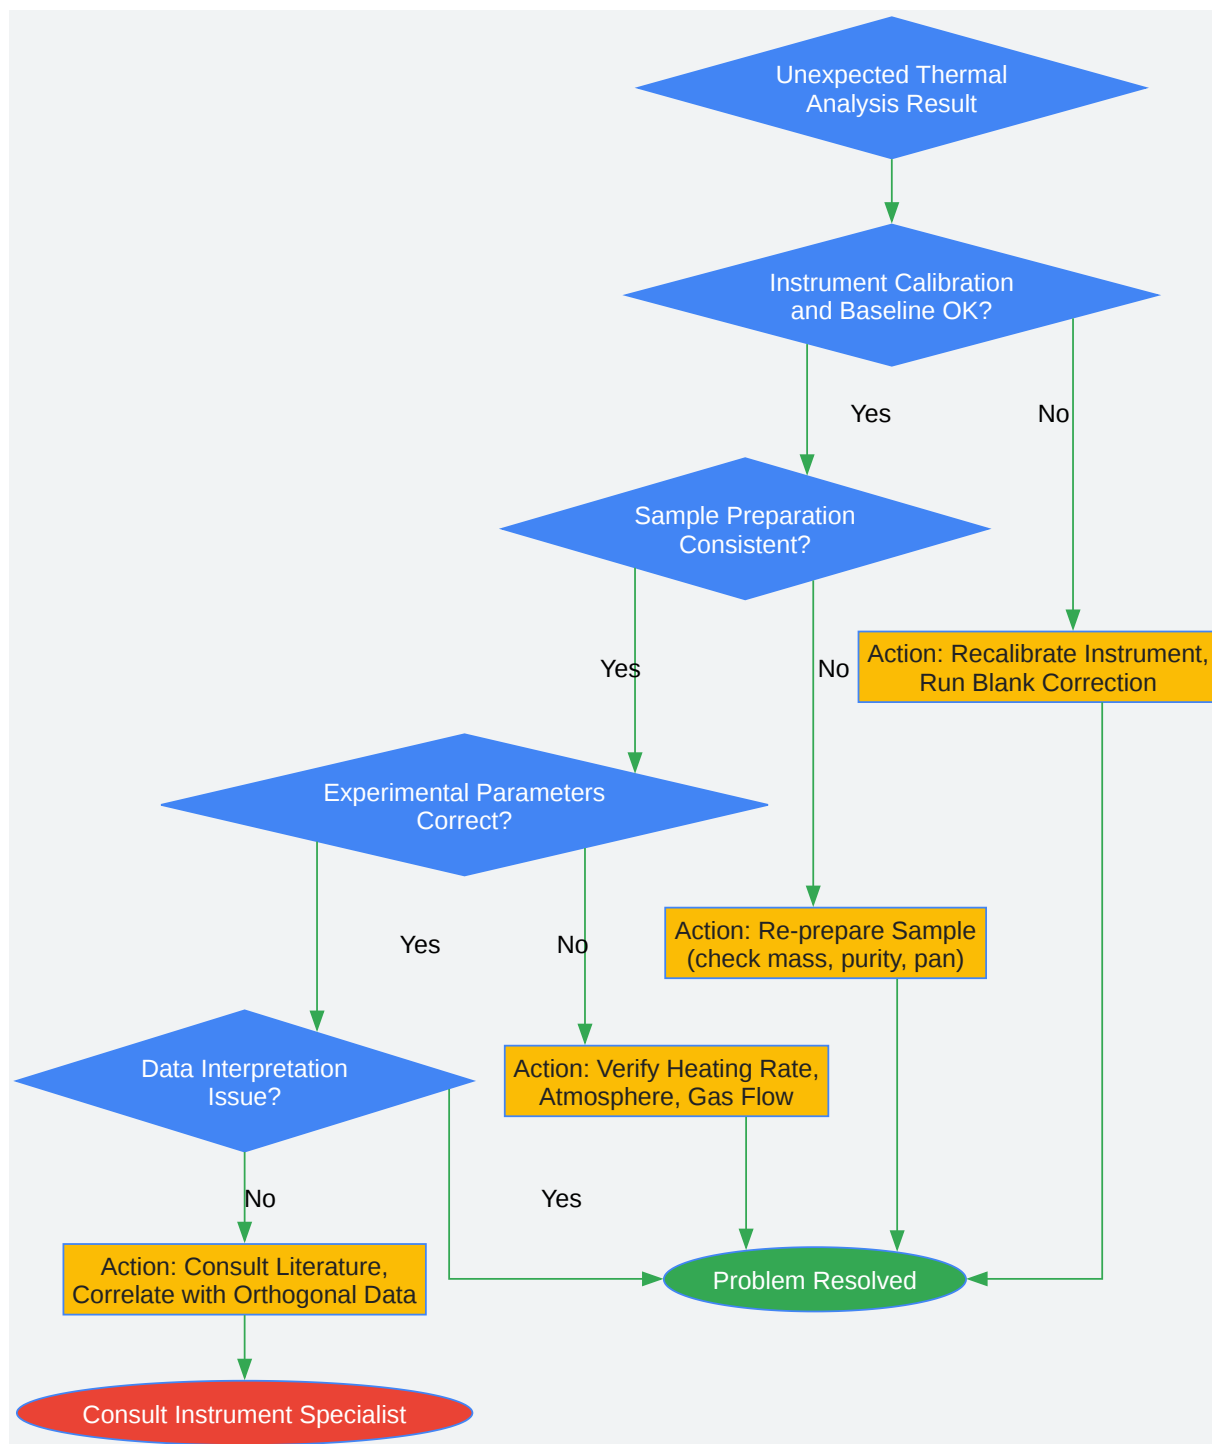 Unexpected Thermal
Analysis Result
Instrument Calibration
and Baseline OK?
Yes
No
Sample Preparation
Consistent?
Yes
No
Action: Recalibrate Instrument,
Run Blank Correction
Experimental Parameters
Correct?
Yes
No
Action: Re-prepare Sample
(check mass, purity, pan)
Data Interpretation
Issue?
Action: Verify Heating Rate,
Atmosphere, Gas Flow
No
Yes
Action: Consult Literature,
Correlate with Orthogonal Data
Problem Resolved
Consult Instrument Specialist